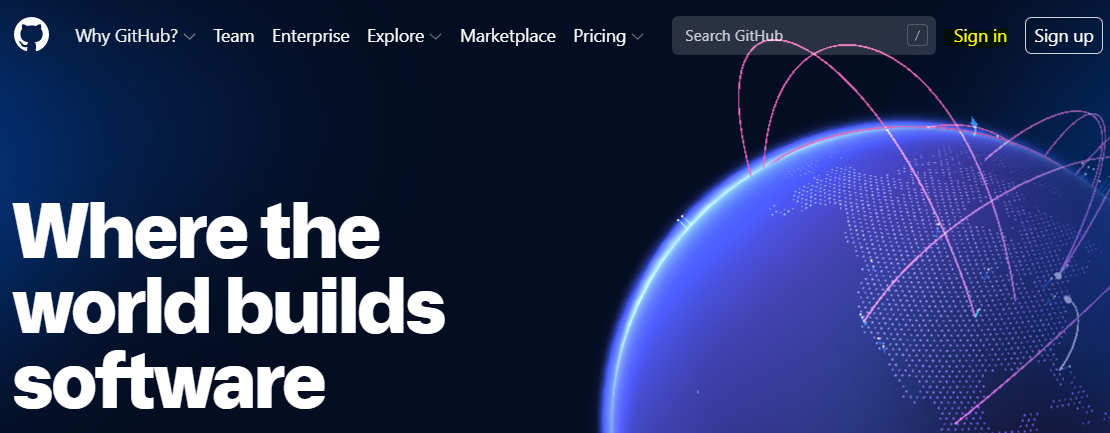 Why GitHub? Team Enterprise Explore Marketplace Pricing Search GitHub / Sign in Sign up
Where the
world builds
software